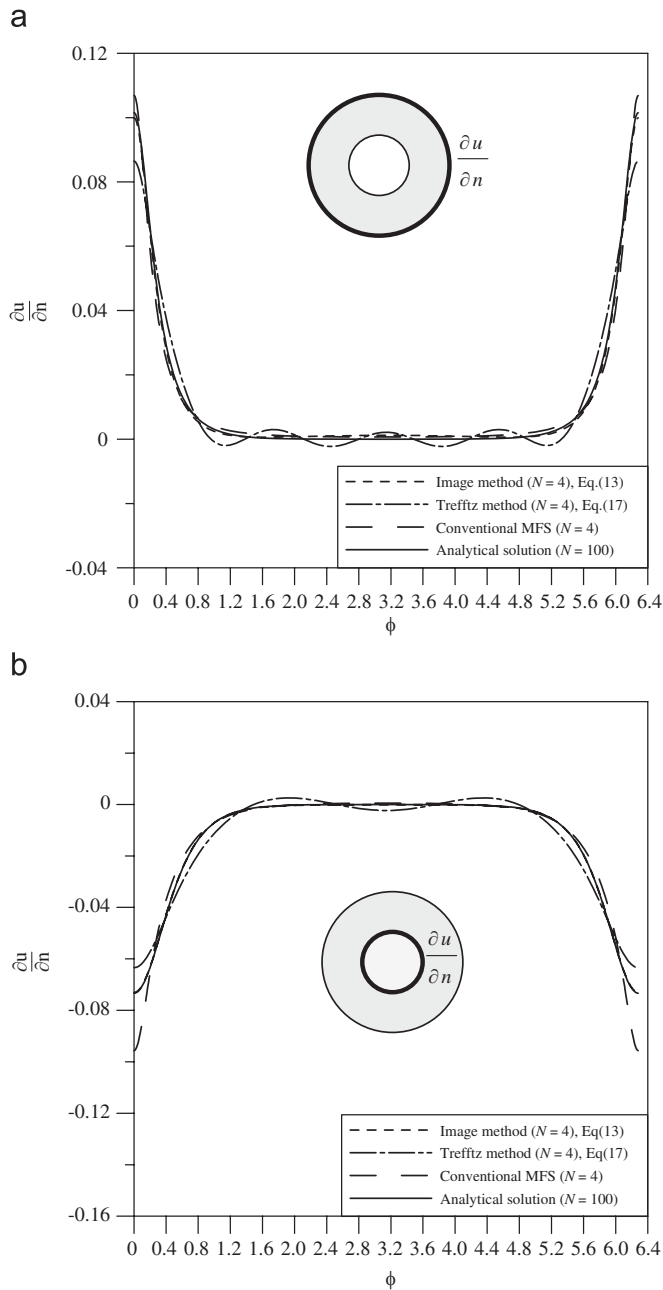 a
0.12
0.08
0.04
0
-0.04
∂u
∂n
∂u
∂n
Image method (N = 4), Eq.(13)
Trefftz method (N = 4), Eq.(17)
Conventional MFS (N = 4)
Analytical solution (N = 100)
0 0.4 0.8 1.2 1.6 2.0 2.4 2.8 3.2 3.6 4.0 4.4 4.8 5.2 5.6 6.0 6.4
ϕ
b
0.04
0
-0.04
-0.08
-0.12
-0.16
∂u
∂n
∂u
∂n
Image method (N = 4), Eq(13)
Trefftz method (N = 4), Eq(17)
Conventional MFS (N = 4)
Analytical solution (N = 100)
0 0.4 0.8 1.2 1.6 2.0 2.4 2.8 3.2 3.6 4.0 4.4 4.8 5.2 5.6 6.0 6.4
ϕ